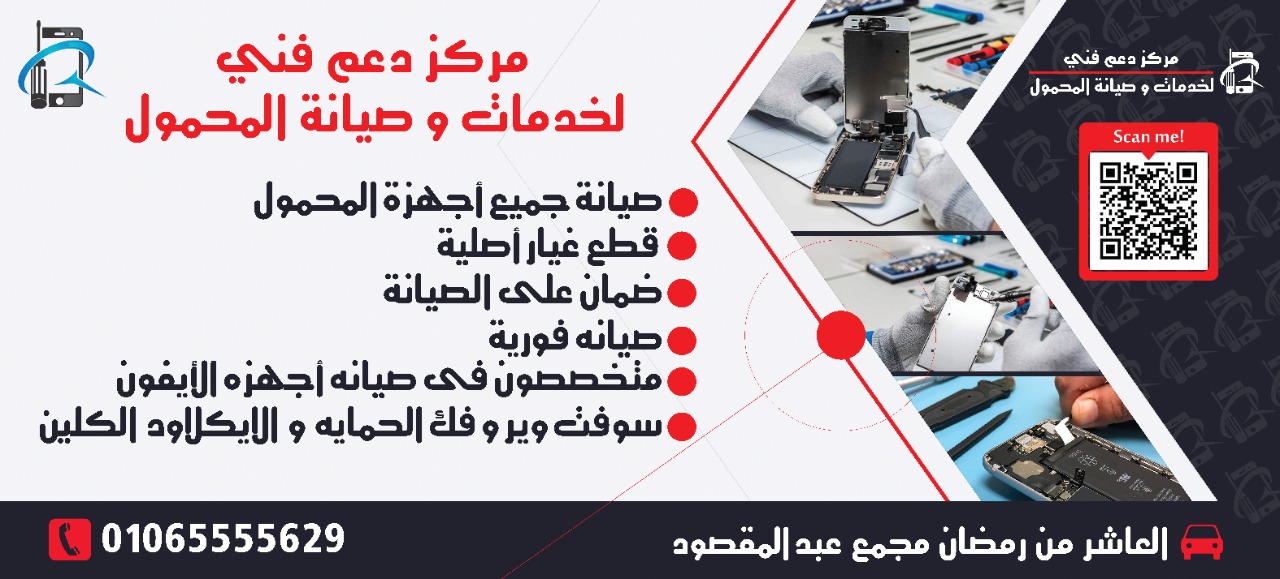 مركز دعم فني
لخدمات و صيانة المحمول
صيانة جميع أجهزة المحمول
قطع غيار أصلية
ضمان على الصيانة
صيانه فورية
متخصصون فى صيانه أجهزه الأيفون
سوفت وير و فك الحمايه و الايكلاود الكلين
مركز دعم فني
لخدمات و صيانة المحمول
Scan me!
العاشر من رمضان مجمع عبد المقصود
01065555629